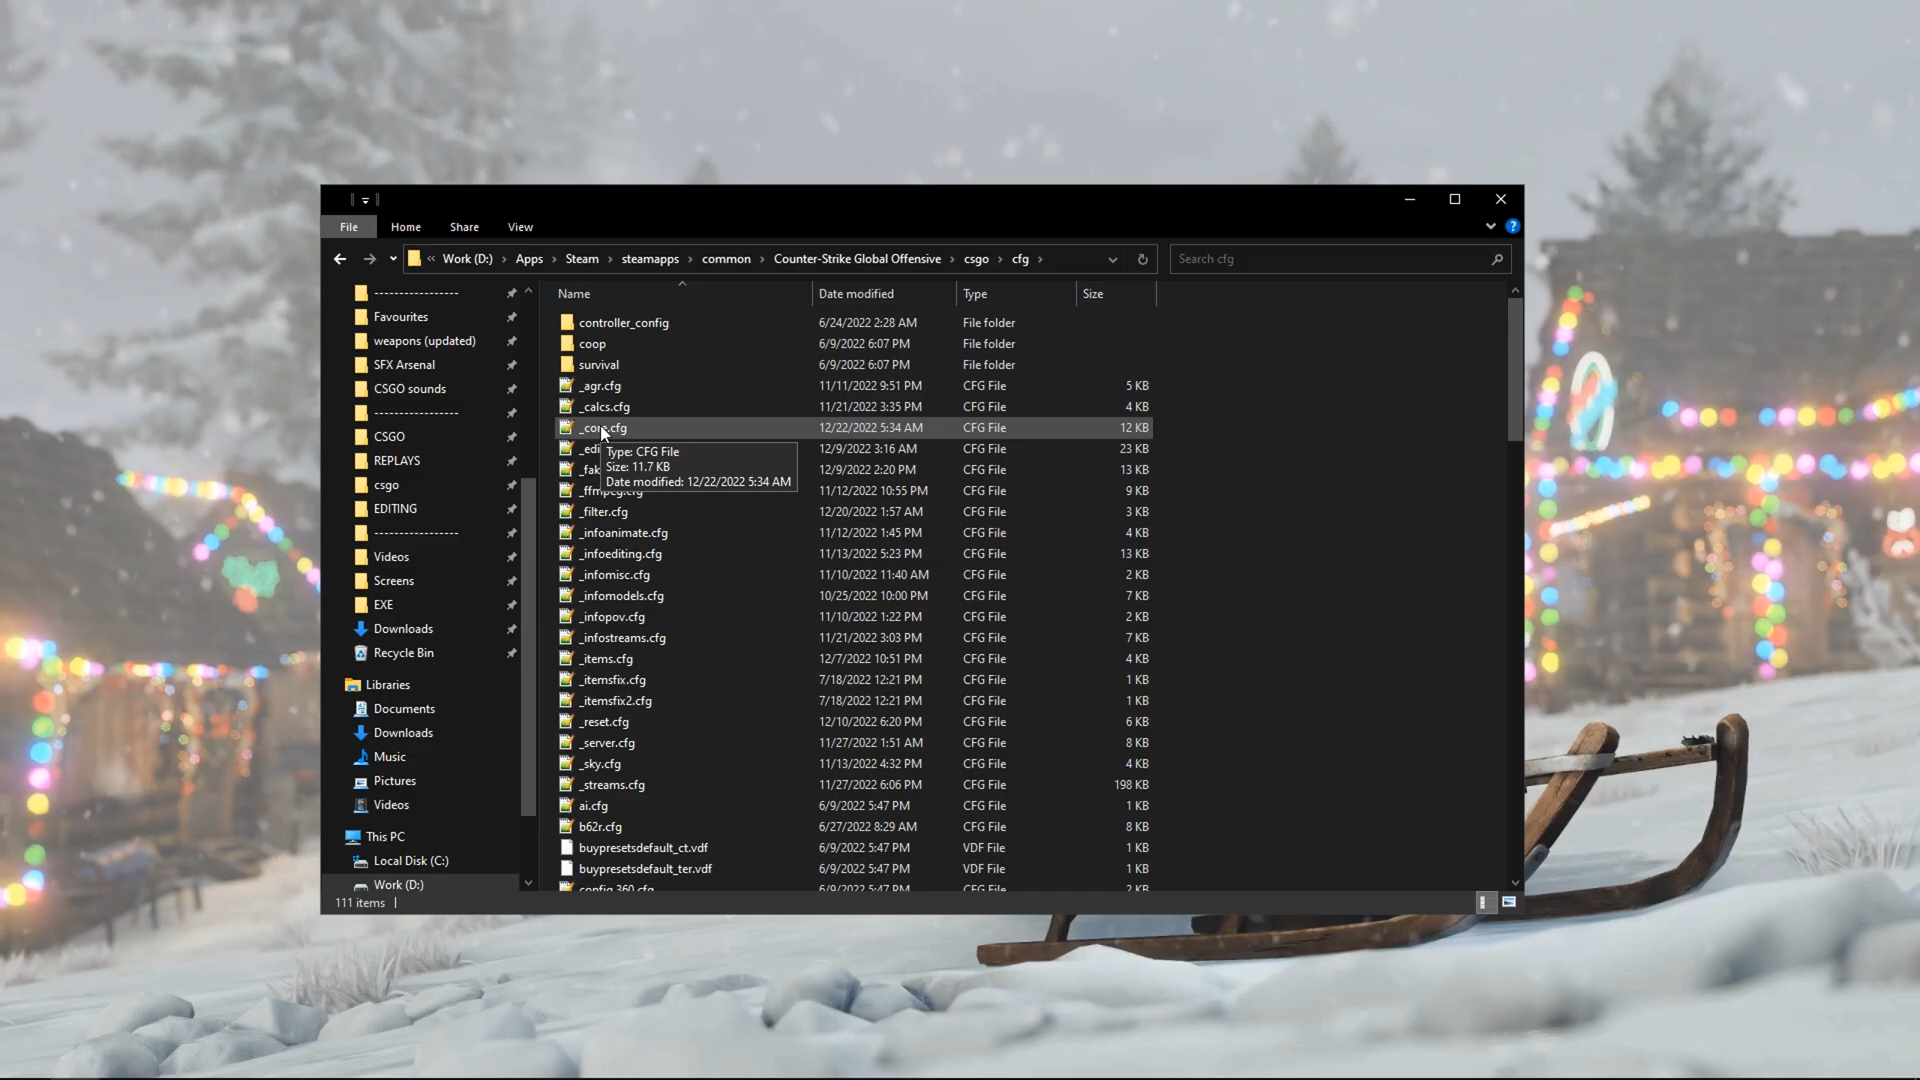 File Home Share View
« Work (D:) › Apps › Steam › steamapps › common › Counter-Strike Global Offensive › csgo › cfg ›
Search cfg
-----------------
Favourites
weapons (updated)
SFX Arsenal
CSGO sounds
-----------------
CSGO
REPLAYS
csgo
EDITING
-----------------
Videos
Screens
EXE
Downloads
Recycle Bin
Libraries
Documents
Downloads
Music
Pictures
Videos
This PC
Local Disk (C:)
Work (D:)
Name Date modified Type Size
controller_config 6/24/2022 2:28 AM File folder
coop 6/9/2022 6:07 PM File folder
survival 6/9/2022 6:07 PM File folder
_agr.cfg 11/11/2022 9:51 PM CFG File 5 KB
_calcs.cfg 11/21/2022 3:35 PM CFG File 4 KB
_core.cfg 12/22/2022 5:34 AM CFG File 12 KB
12/9/2022 3:16 AM CFG File 23 KB
12/9/2022 2:20 PM CFG File 13 KB
_ffmpeg.cfg 11/12/2022 10:55 PM CFG File 9 KB
Type: CFG File
Size: 11.7 KB
Date modified: 12/22/2022 5:34 AM
_filter.cfg 12/20/2022 1:57 AM CFG File 3 KB
_infoanimate.cfg 11/12/2022 1:45 PM CFG File 4 KB
_infoediting.cfg 11/13/2022 5:23 PM CFG File 13 KB
_infomisc.cfg 11/10/2022 11:40 AM CFG File 2 KB
_infomodels.cfg 10/25/2022 10:00 PM CFG File 7 KB
_infopov.cfg 11/10/2022 1:22 PM CFG File 2 KB
_infostreams.cfg 11/21/2022 3:03 PM CFG File 7 KB
_items.cfg 12/7/2022 10:51 PM CFG File 4 KB
_itemsfix.cfg 7/18/2022 12:21 PM CFG File 1 KB
_itemsfix2.cfg 7/18/2022 12:21 PM CFG File 1 KB
_reset.cfg 12/10/2022 6:20 PM CFG File 6 KB
_server.cfg 11/27/2022 1:51 AM CFG File 8 KB
_sky.cfg 11/13/2022 4:32 PM CFG File 4 KB
_streams.cfg 11/27/2022 6:06 PM CFG File 198 KB
ai.cfg 6/9/2022 5:47 PM CFG File 1 KB
b62r.cfg 6/27/2022 8:29 AM CFG File 8 KB
buypresetsdefault_ct.vdf 6/9/2022 5:47 PM VDF File 1 KB
buypresetsdefault_ter.vdf 6/9/2022 5:47 PM VDF File 1 KB
config.360.cfg 6/9/2022 5:47 PM CFG File 2 KB
111 items